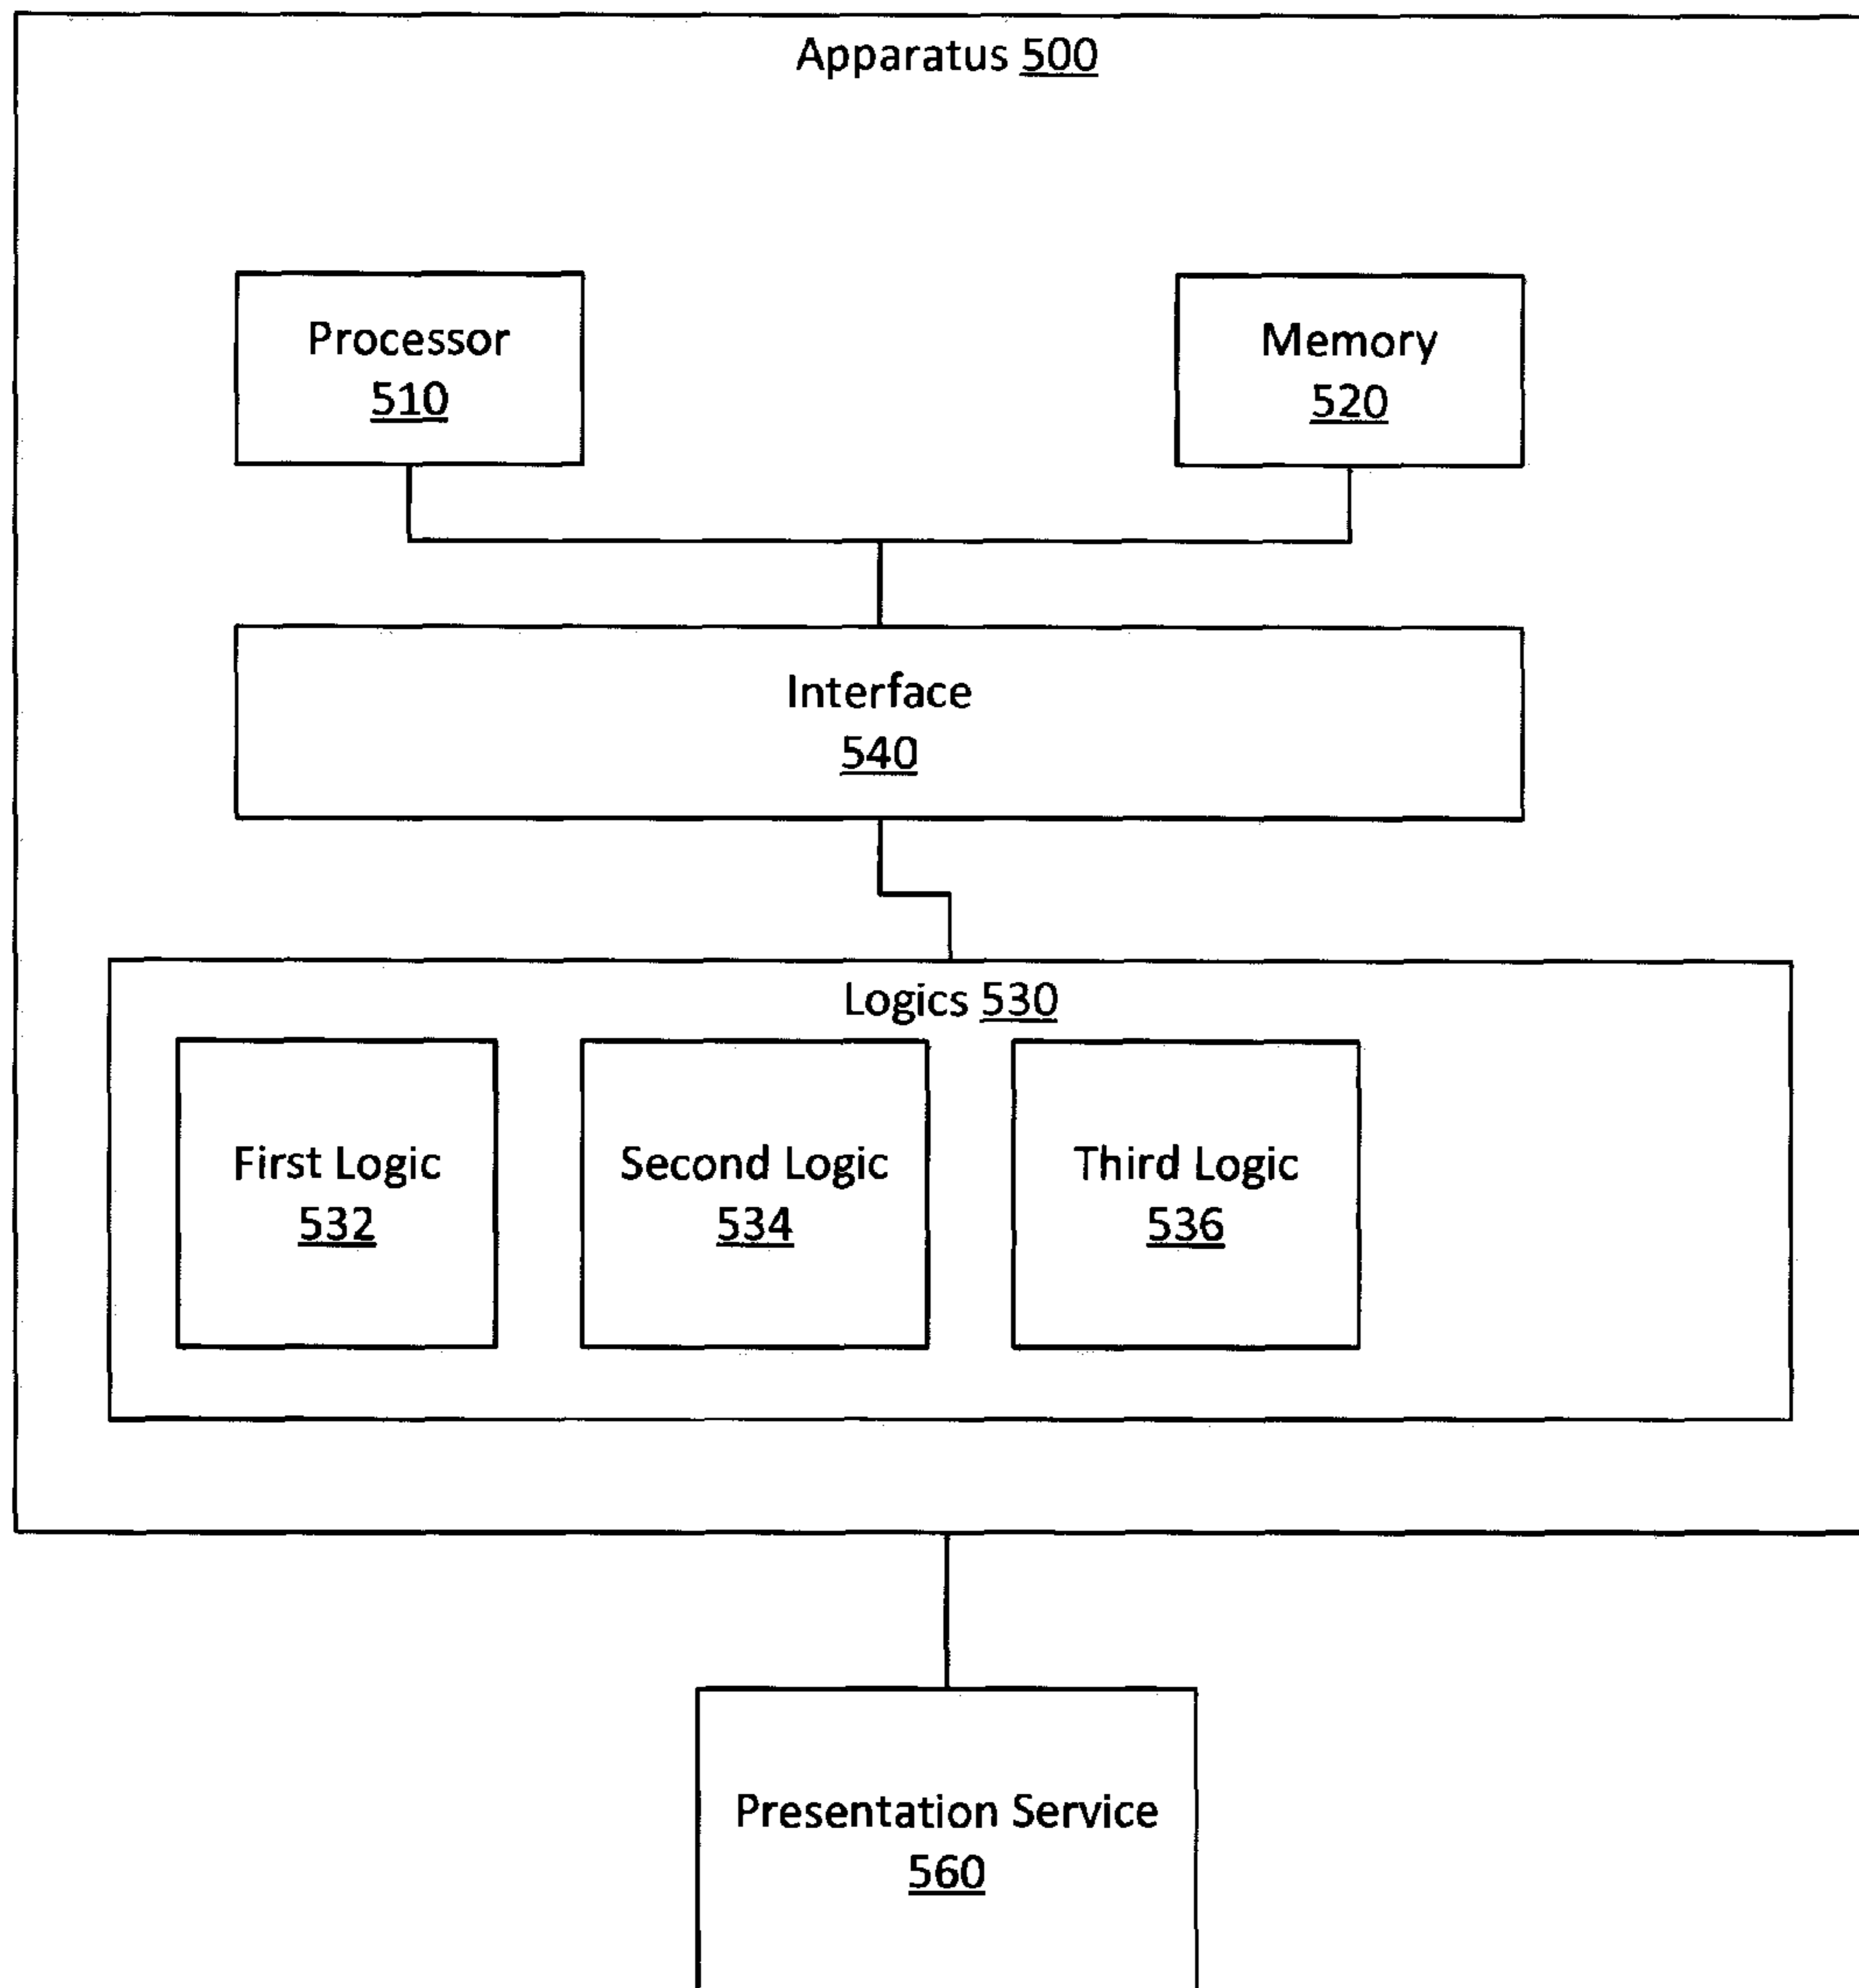 Apparatus 500
Processor
510
Memory
520
Interface
540
Logics 530
First Logic
532
Second Logic
534
Third Logic
536
Presentation Service
560